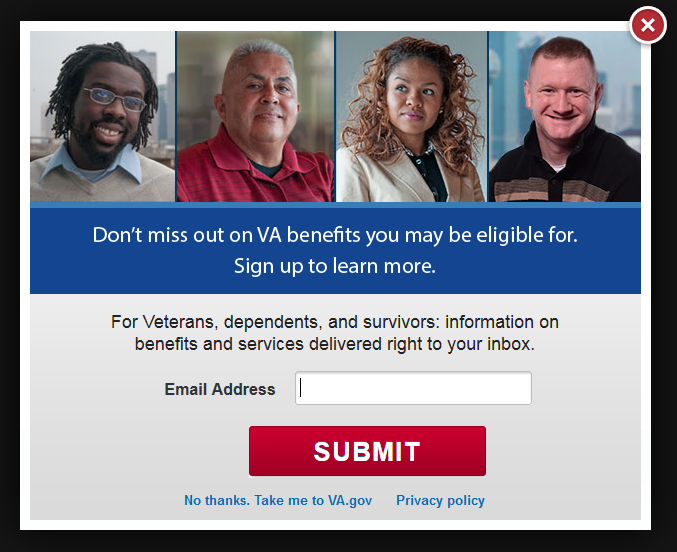 Don't miss out on VA benefits you may be eligible for.
Sign up to learn more.
For Veterans, dependents, and survivors: information on
benefits and services delivered right to your inbox.
Email Address
SUBMIT
No thanks. Take me to VA.gov Privacy policy